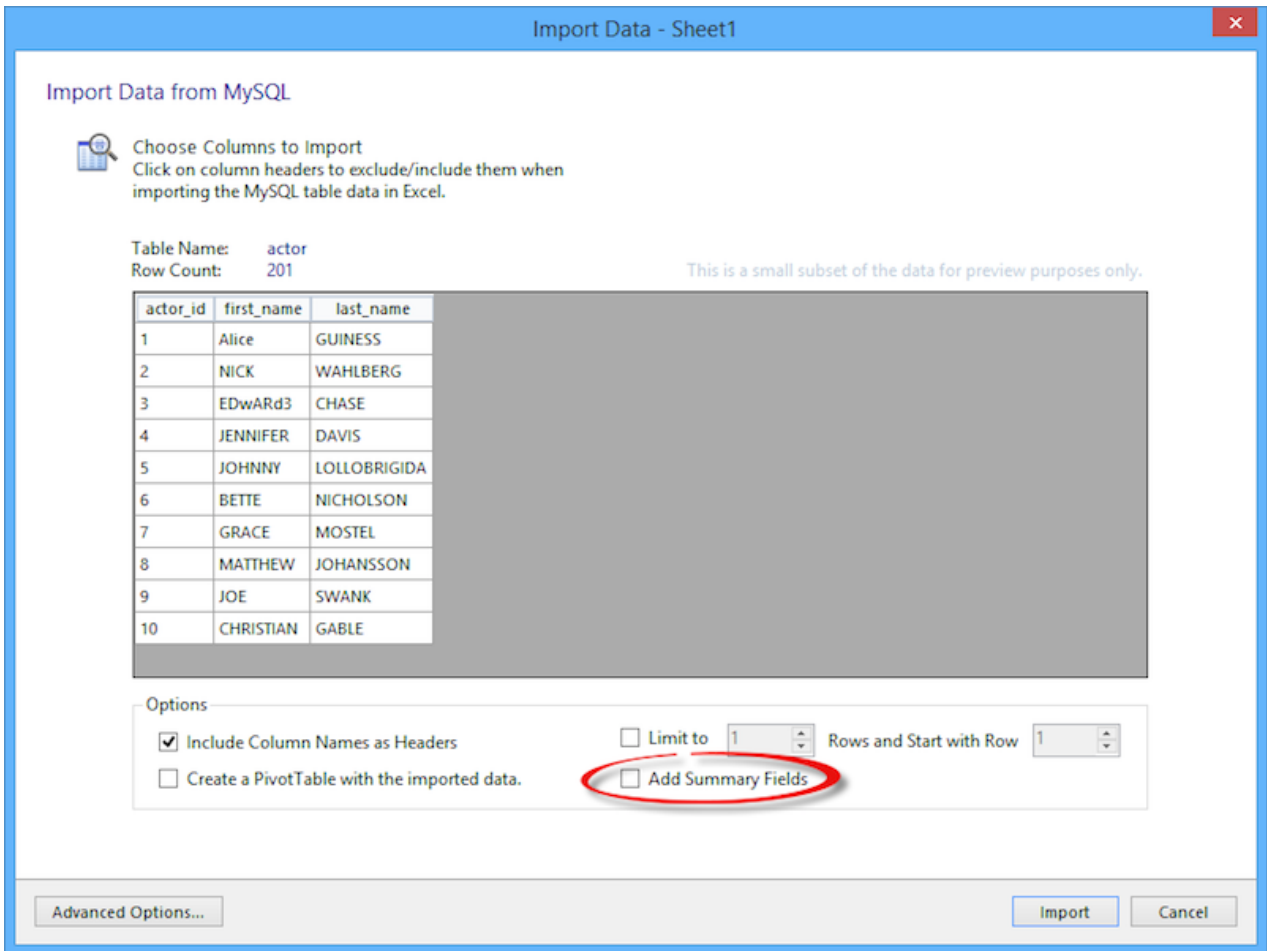 Import Data - Sheet1
Import Data from MySQL
Choose Columns to Import
Click on column headers to exclude/include them when
importing the MySQL table data in Excel.
Table Name: actor
Row Count: 201
This is a small subset of the data for preview purposes only.
actor_id first_name last_name
1 Alice GUINESS
2 NICK WAHLBERG
3 EDwARd3 CHASE
4 JENNIFER DAVIS
5 JOHNNY LOLLOBRIGIDA
6 BETTE NICHOLSON
7 GRACE MOSTEL
8 MATTHEW JOHANSSON
9 JOE SWANK
10 CHRISTIAN GABLE
Options
Include Column Names as Headers
Limit to 1 Rows and Start with Row 1
Create a PivotTable with the imported data.
Add Summary Fields
Advanced Options...
Import
Cancel